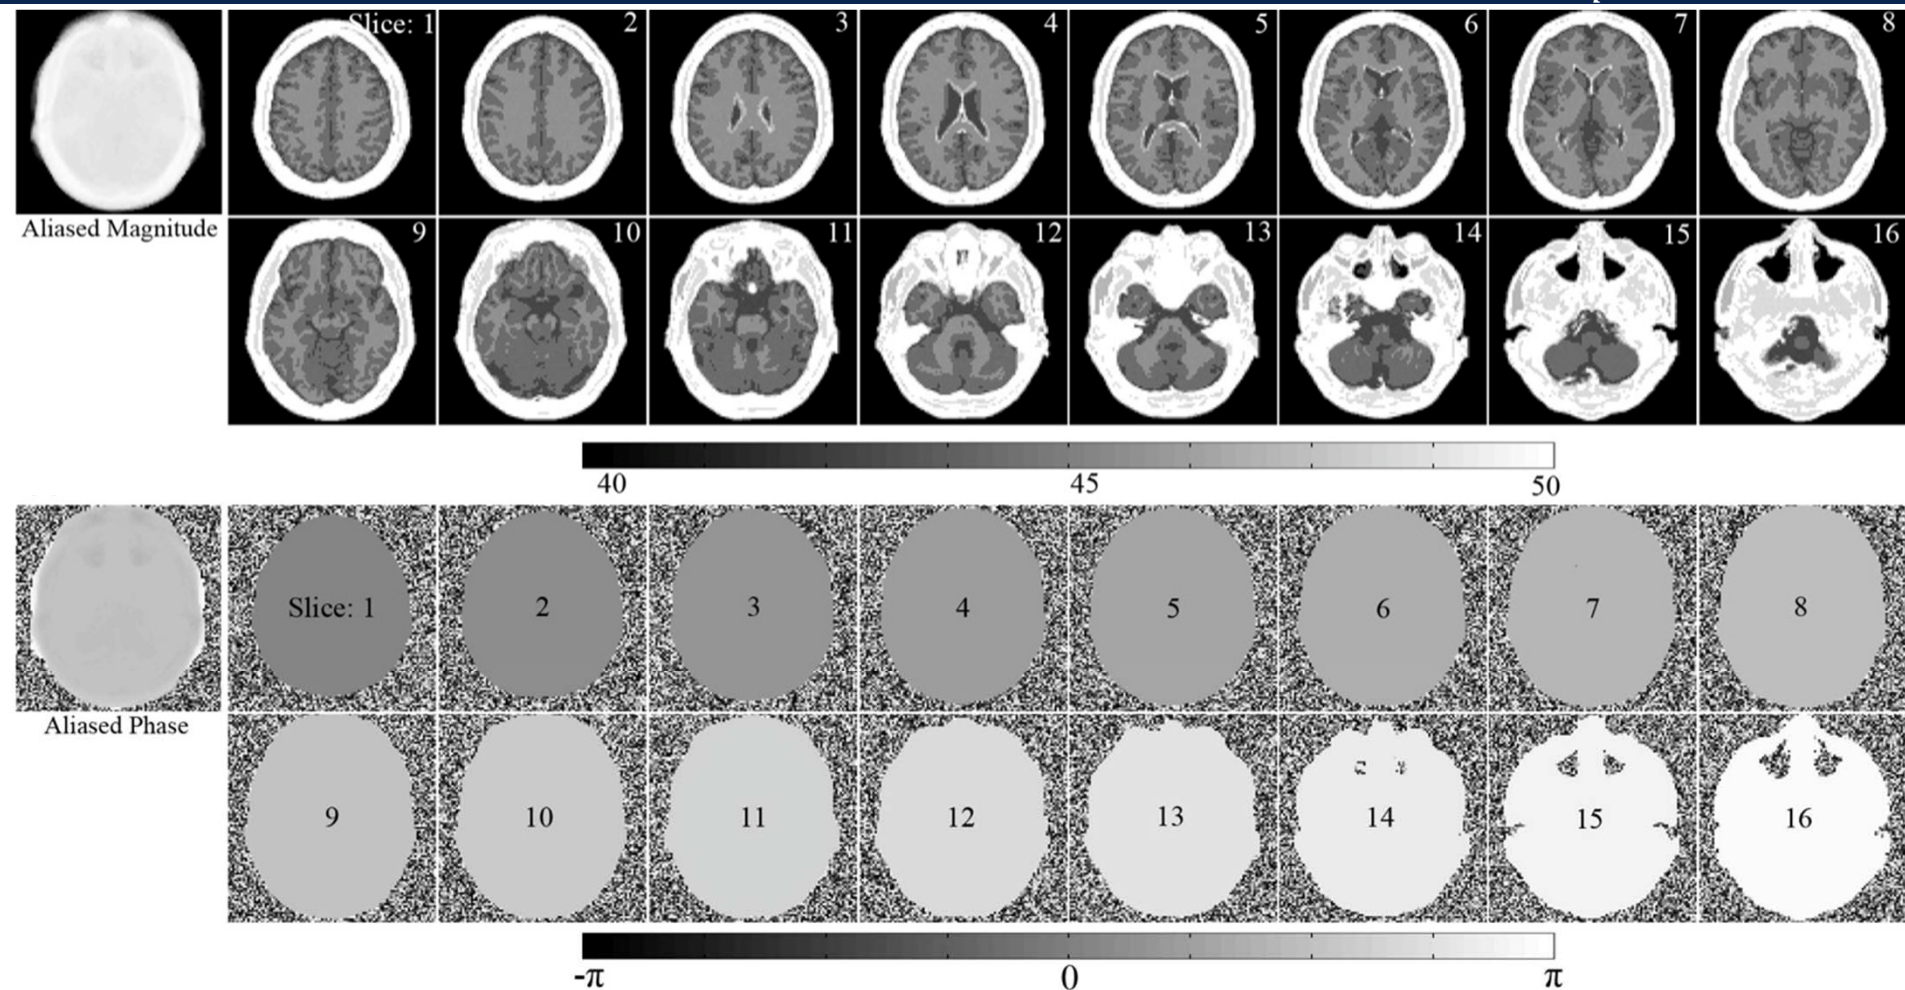 Slice: 1 2 3 4 5 6 7 8
Aliased Magnitude
9 10 11 12 13 14 15 16
40 45 50
Slice: 1 2 3 4 5 6 7 8
Aliased Phase
9 10 11 12 13 14 15 16
-π 0 π